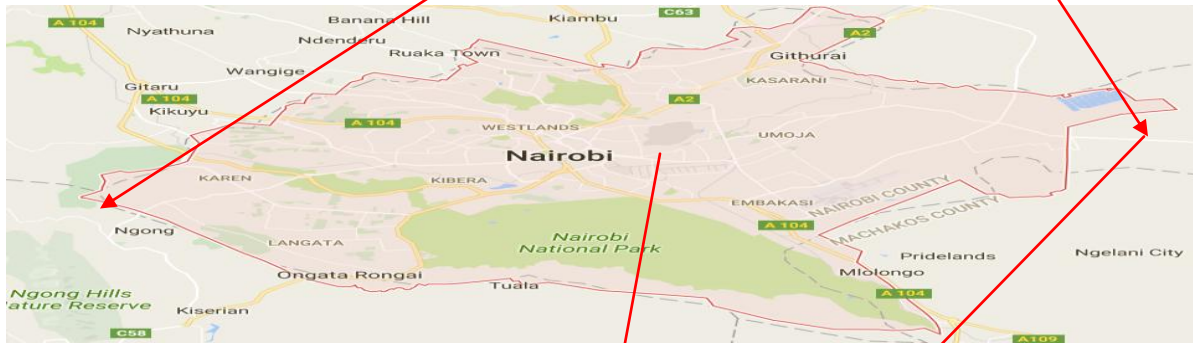 C63
A 104
Banana Hill
Kiambu
Nyathuna
A2
Ndenderu
Ruaka Town
Githurai
Wangige
KASARANI
Gitaru
A 104
A2
Kikuyu
A 104
WESTLANDS
UMOJA
Nairobi
KAREN
KIBERA
NAIROBI COUNTY
EMBAKASI
MACHAKOS COUNTY
A 104
Ngong
LANGATA
Nairobi
National Park
Pridelands
Ngelani City
Ongata Rongai
Mlolongo
Tuala
A 104
Ngong Hills
ature Reserve
Kiserian
C58
A109